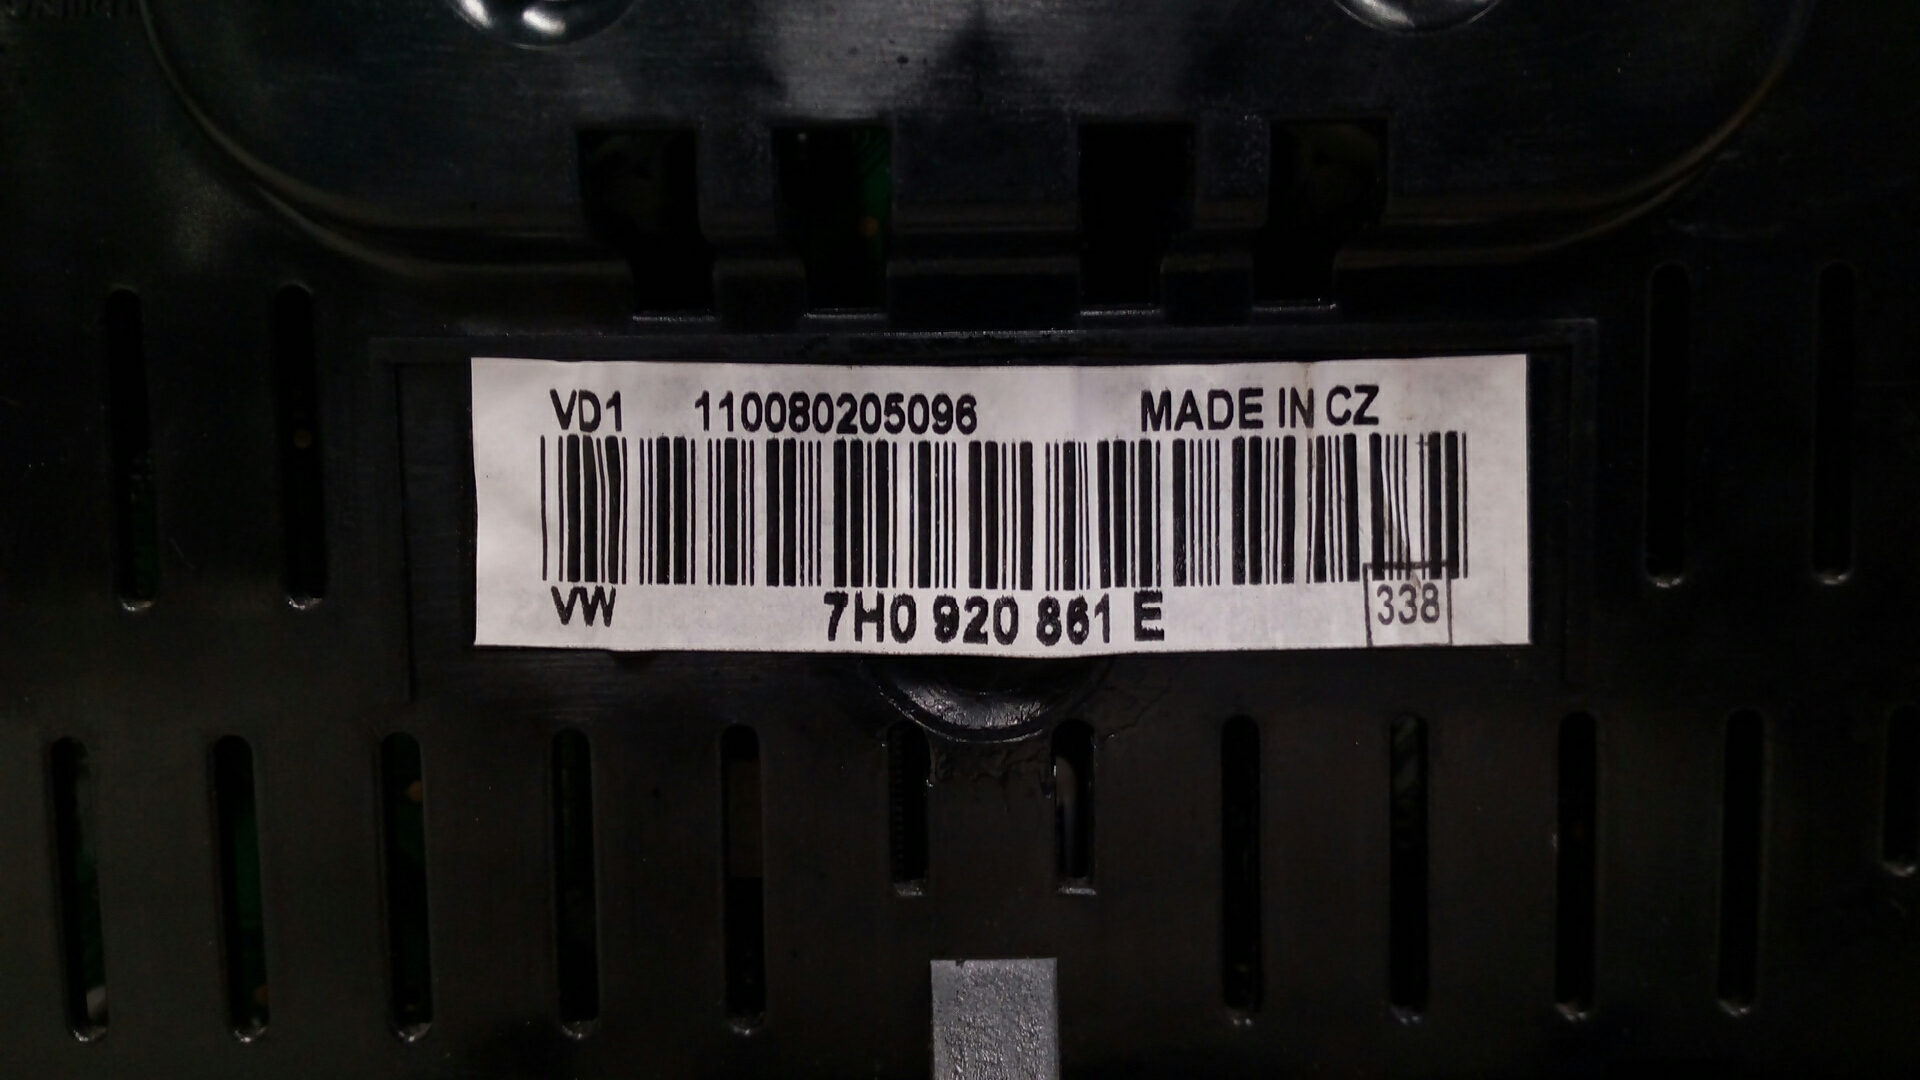 VD1 110080205096 MADE IN CZ
VW 7H0 920 861 E 338